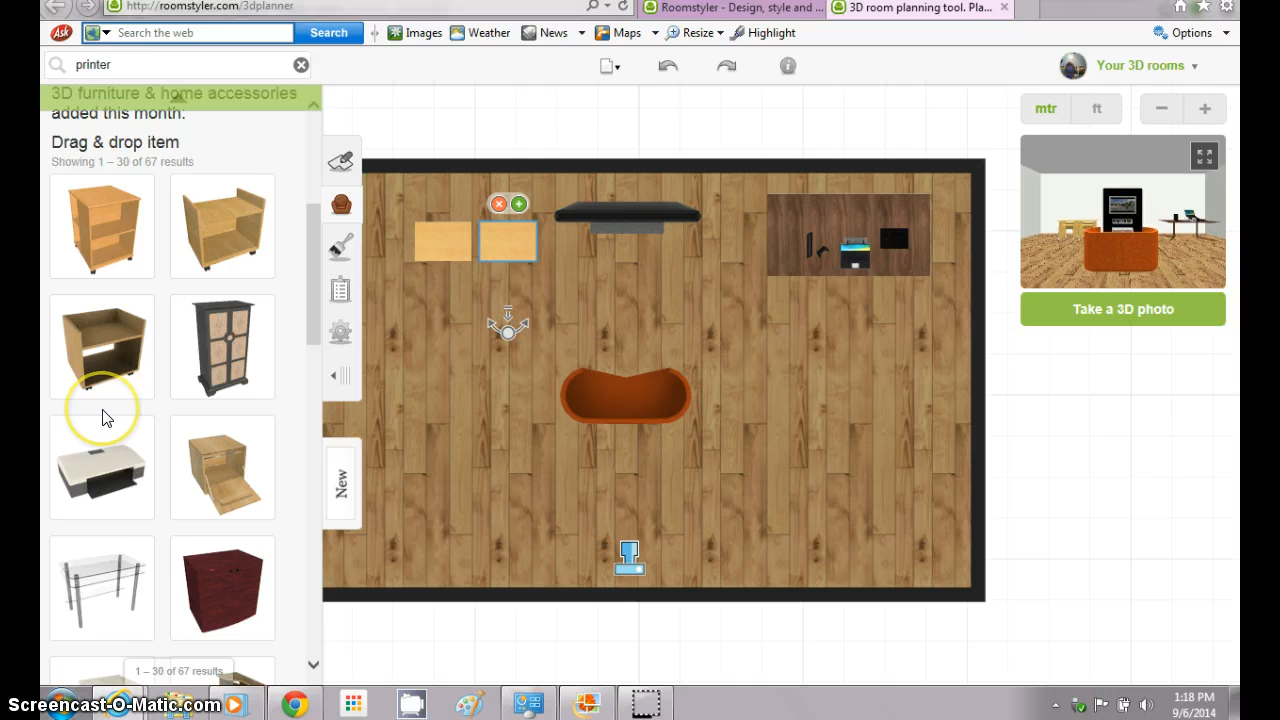 http://roomstyler.com/3dplanner
Roomstyler - Design, style and ...
3D room planning tool. Pla...
Ask
Search the web
Search
Images
Weather
News
Maps
Resize
Highlight
Options
printer
Your 3D rooms
3D furniture & home accessories
added this month:
Drag & drop item
Showing 1 – 30 of 67 results
mtr
ft
Take a 3D photo
New
1 – 30 of 67 results
Screencast-O-Matic.com
1:18 PM
9/6/2014